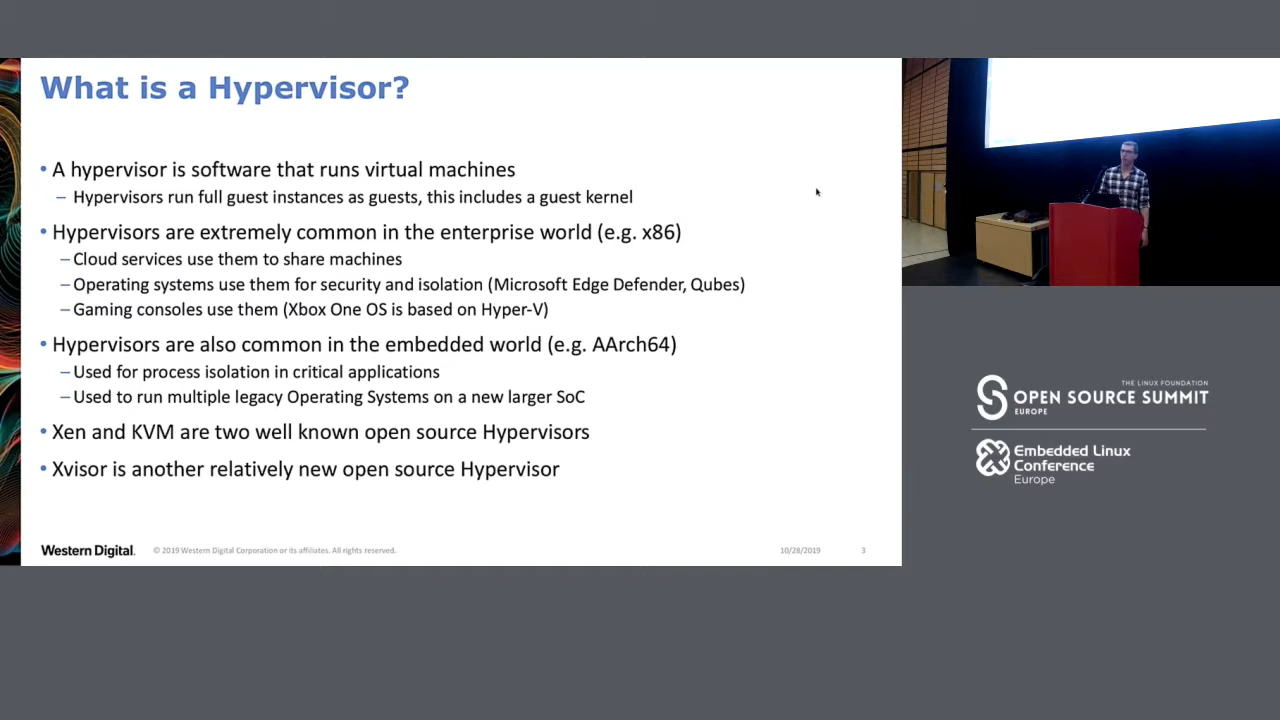 What is a Hypervisor?
• A hypervisor is software that runs virtual machines
– Hypervisors run full guest instances as guests, this includes a guest kernel
• Hypervisors are extremely common in the enterprise world (e.g. x86)
– Cloud services use them to share machines
– Operating systems use them for security and isolation (Microsoft Edge Defender, Qubes)
– Gaming consoles use them (Xbox One OS is based on Hyper-V)
• Hypervisors are also common in the embedded world (e.g. AArch64)
– Used for process isolation in critical applications
– Used to run multiple legacy Operating Systems on a new larger SoC
• Xen and KVM are two well known open source Hypervisors
• Xvisor is another relatively new open source Hypervisor
Western Digital. © 2019 Western Digital Corporation or its affiliates. All rights reserved. 10/28/2019 3
THE LINUX FOUNDATION
OPEN SOURCE SUMMIT
EUROPE
Embedded Linux
Conference
Europe